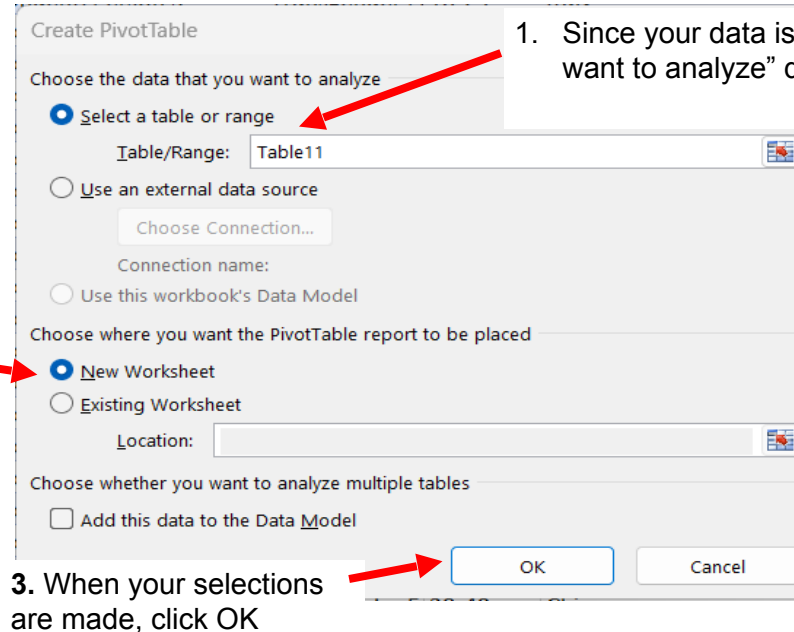 Create PivotTable
1. Since your data is
want to analyze”
Choose the data that you want to analyze
Select a table or range
Table/Range: Table11
Use an external data source
Choose Connection...
Connection name:
Use this workbook's Data Model
Choose where you want the PivotTable report to be placed
New Worksheet
Existing Worksheet
Location:
Choose whether you want to analyze multiple tables
Add this data to the Data Model
OK Cancel
3. When your selections
are made, click OK